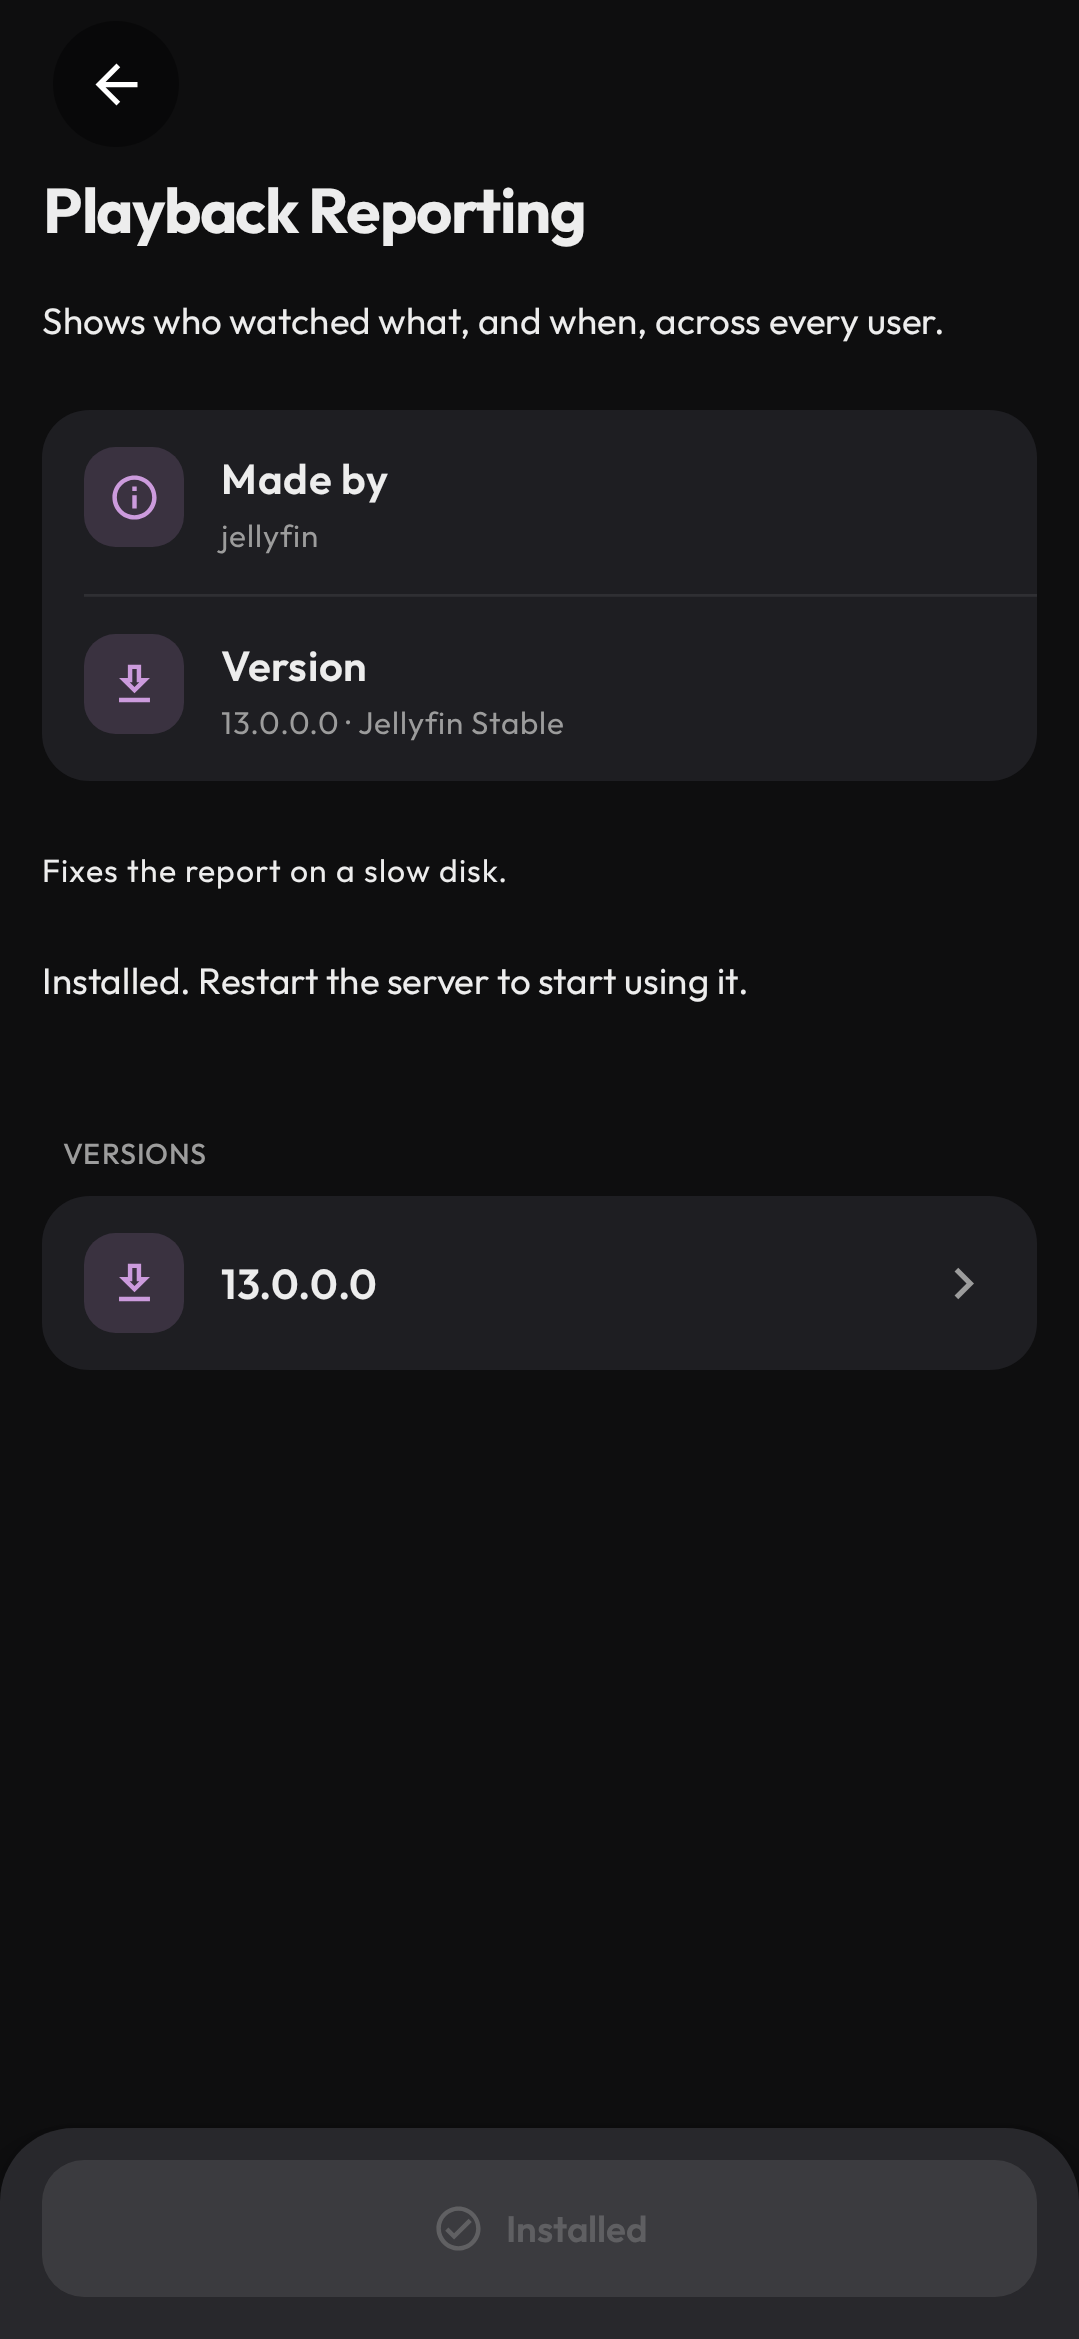 Playback Reporting
Shows who watched what, and when, across every user.
Made by
jellyfin
Version
13.0.0.0 · Jellyfin Stable
Fixes the report on a slow disk.
Installed. Restart the server to start using it.
VERSIONS
13.0.0.0
Installed